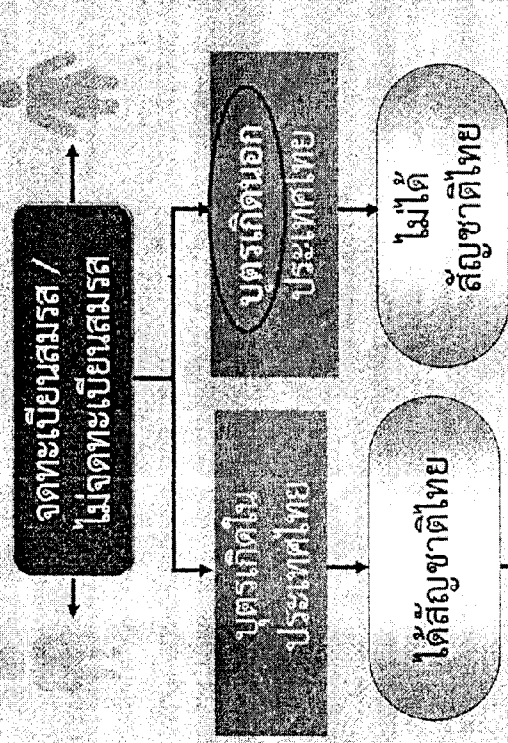 จดทะเบียนสมรส /
ไม่จดทะเบียนสมรส
บุตรเกิดใน
ประเทศไทย
บุตรเกิดนอก
ประเทศไทย
ได้สัญชาติไทย
ไม่ได้
สัญชาติไทย